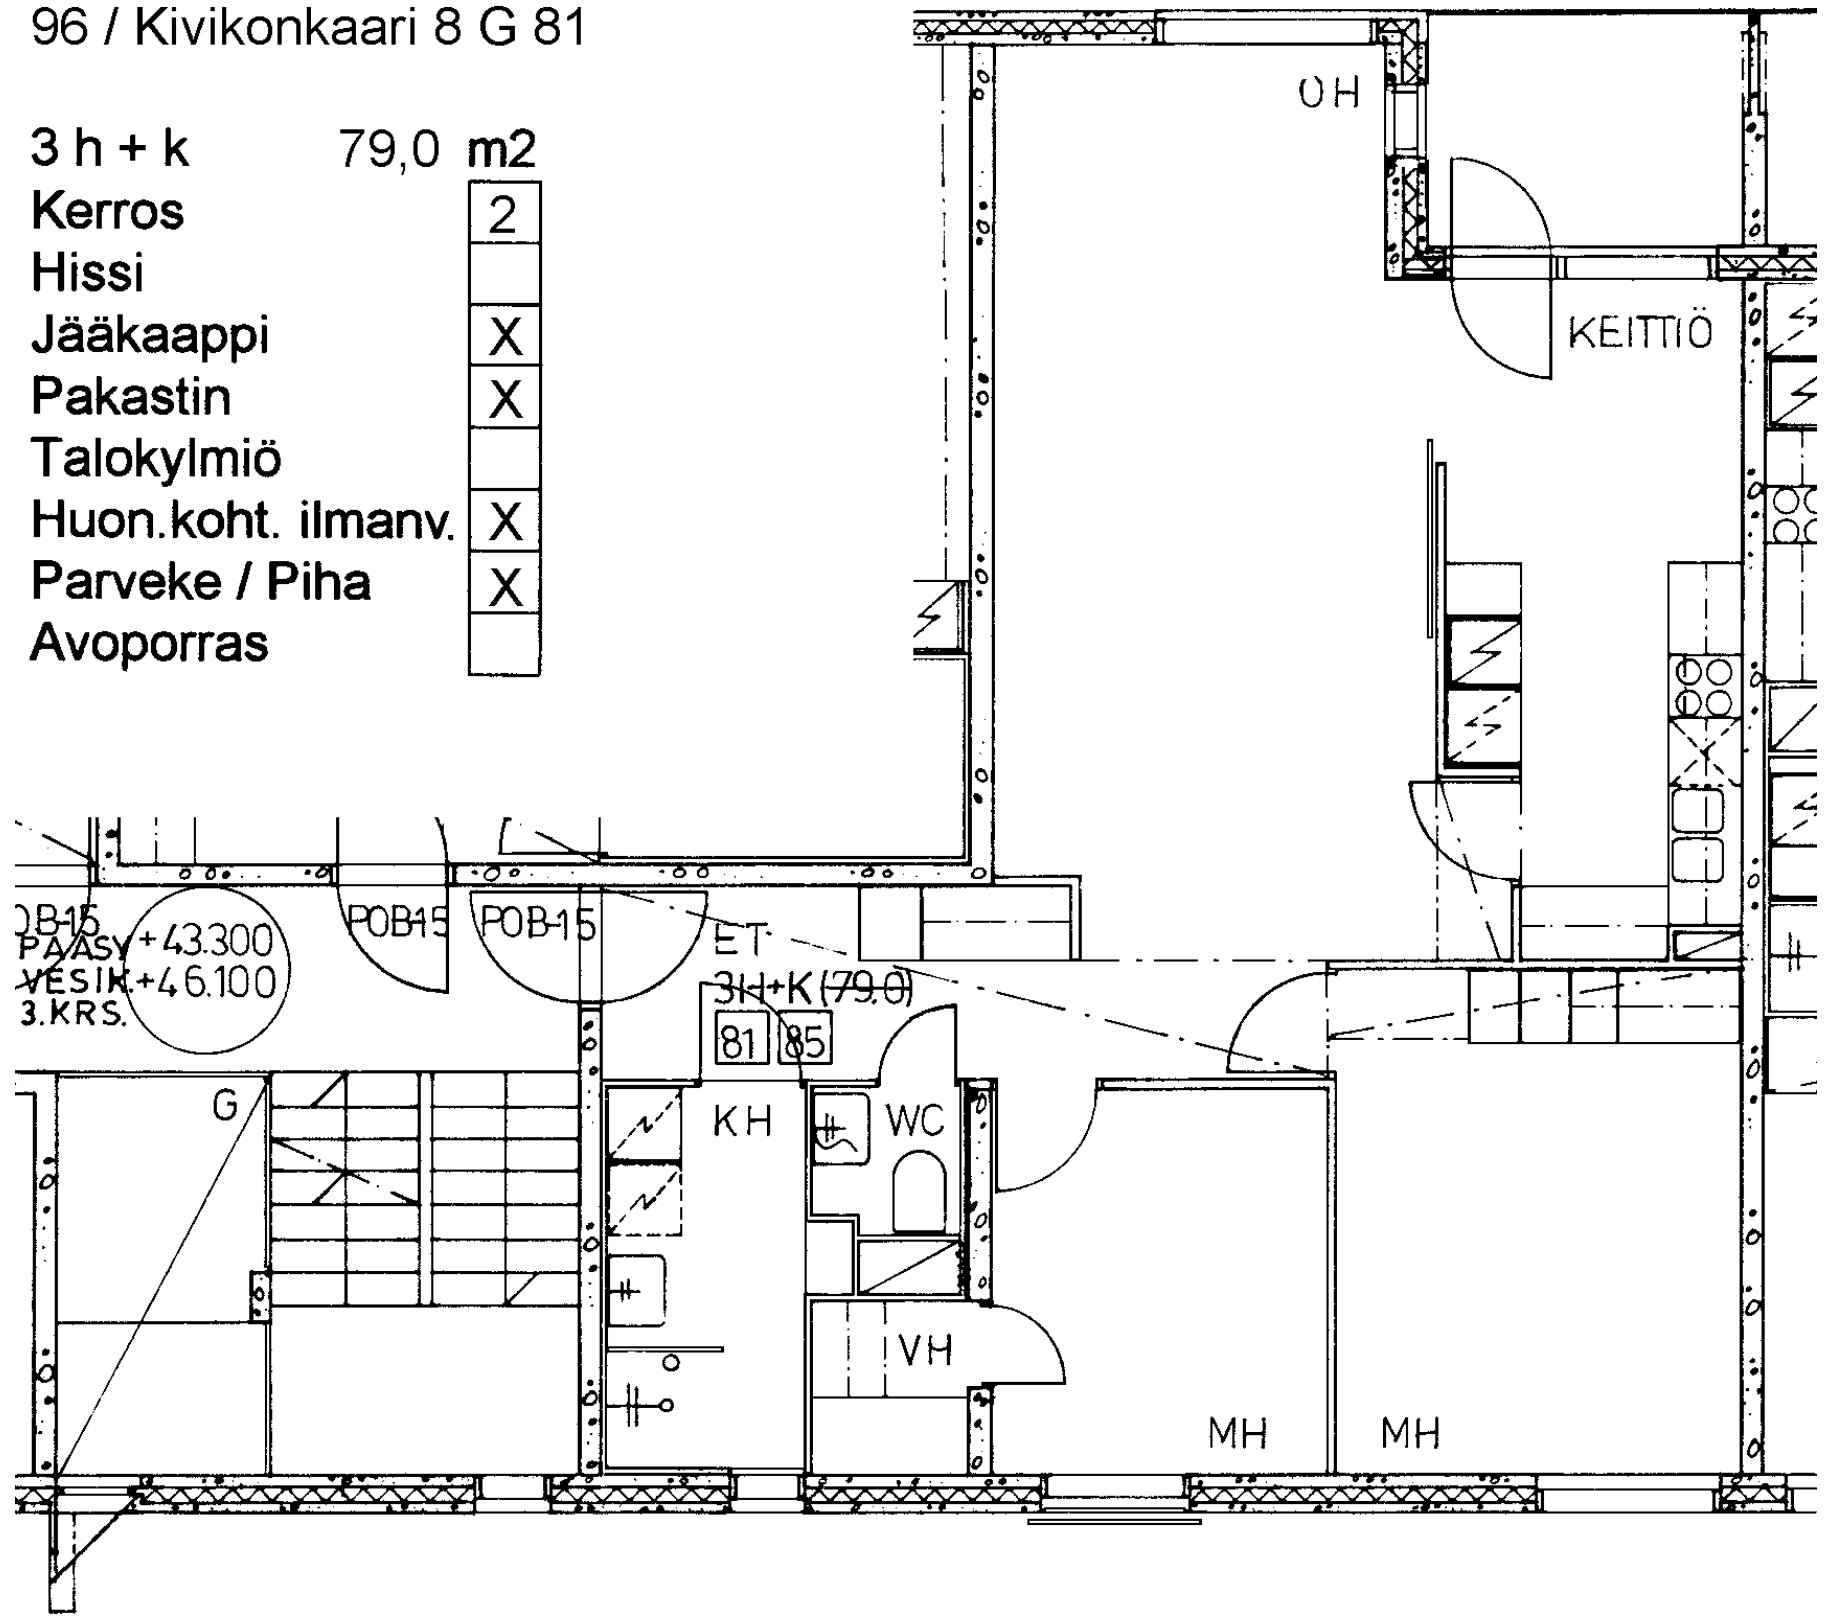 96 / Kivikonkaari 8 G 81
3 h + k 79,0 m2
Kerros 2
Hissi
Jääkaappi X
Pakastin X
Talokylmiö
Huon.koht. ilmanv. X
Parveke / Piha X
Avoporras
OH
KEITTIÖ
OB-15
PÄÄSY +43.300
VESIK.+46.100
3.KRS.
POB-15
POB-15
ET
3H+K (79.0)
81 85
G
KH
WC
VH
MH
MH